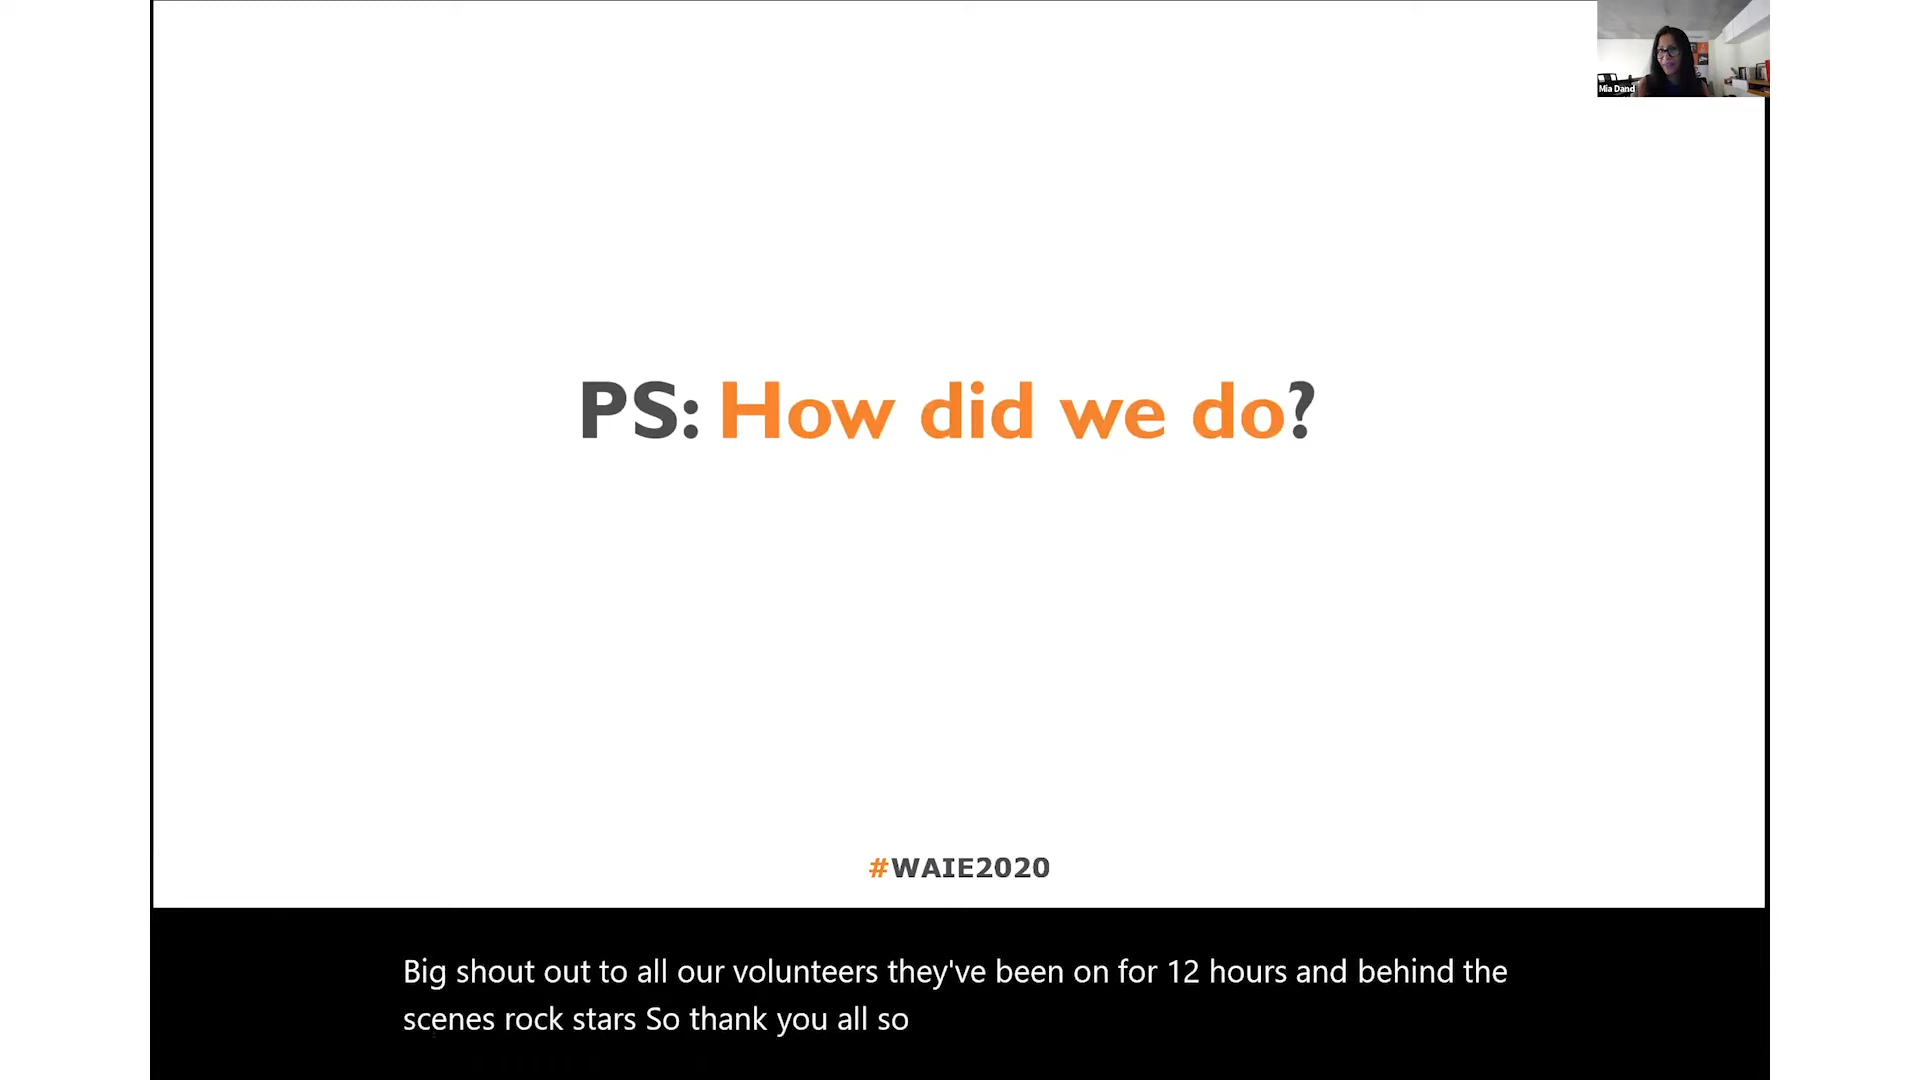 Mia Dand
PS: How did we do?
#WAIE2020
Big shout out to all our volunteers they've been on for 12 hours and behind the
scenes rock stars So thank you all so